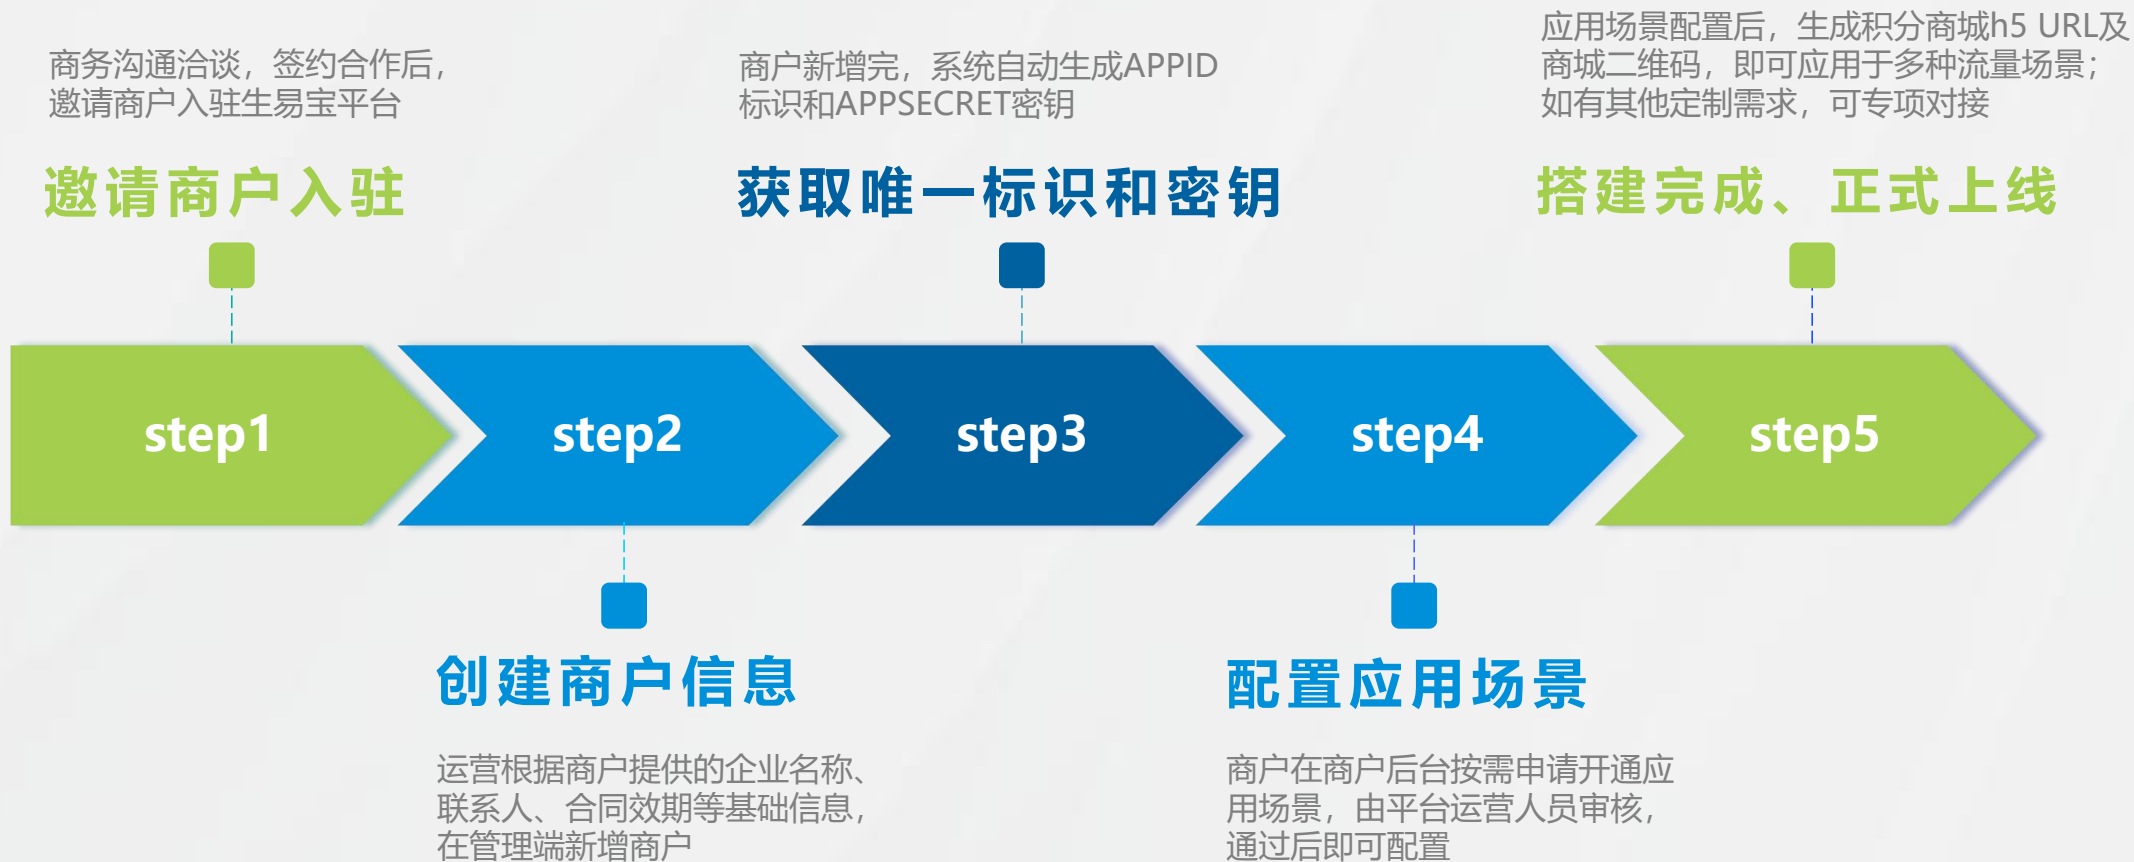 商务沟通洽谈，签约合作后，
邀请商户入驻生易宝平台
邀请商户入驻
商户新增完，系统自动生成APPID
标识和APPSECRET密钥
获取唯一标识和密钥
应用场景配置后，生成积分商城h5 URL及
商城二维码，即可应用于多种流量场景；
如有其他定制需求，可专项对接
搭建完成、正式上线
step1
step2
step3
step4
step5
创建商户信息
运营根据商户提供的企业名称、
联系人、合同效期等基础信息，
在管理端新增商户
配置应用场景
商户在商户后台按需申请开通应
用场景，由平台运营人员审核，
通过后即可配置